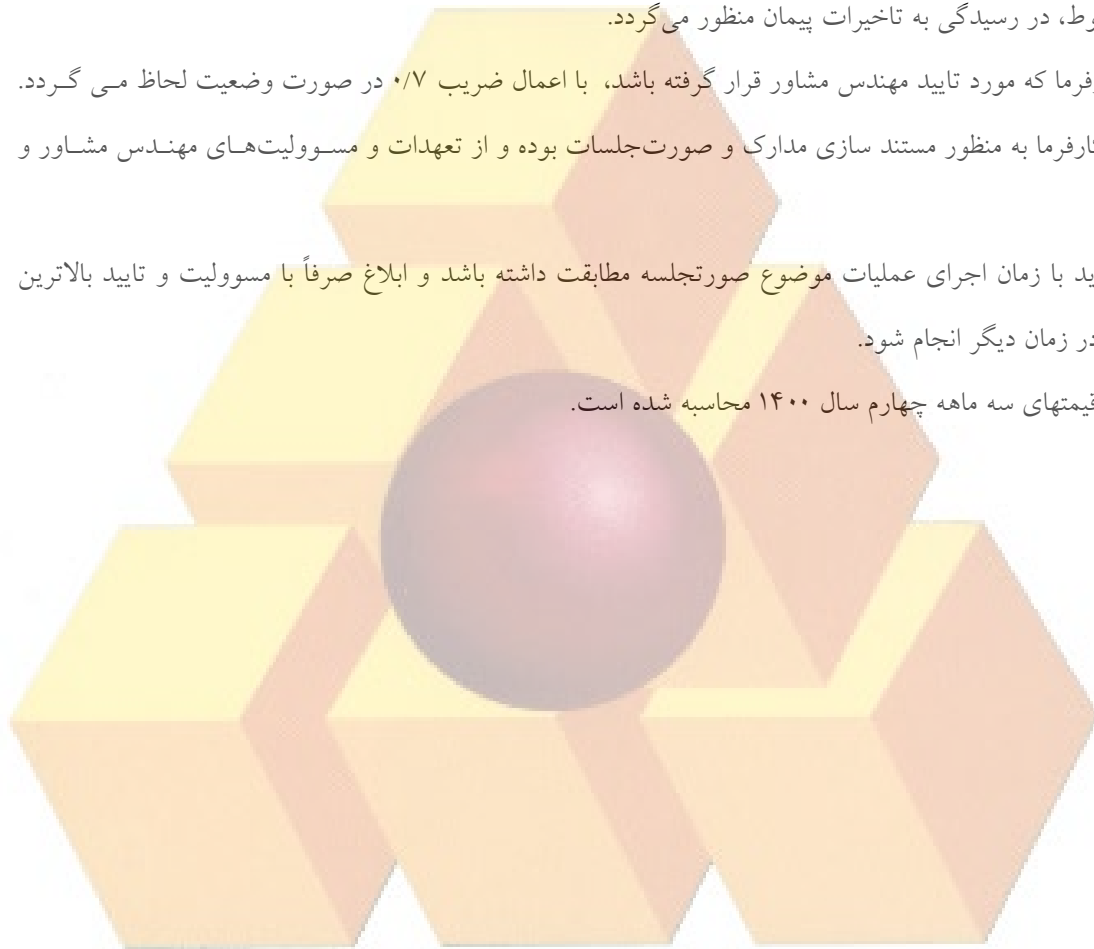 وط، در رسیدگی به تاخیرات پیمان منظور می‌گردد.
فرما که مورد تایید مهندس مشاور قرار گرفته باشد، با اعمال ضریب ۰/۷ در صورت وضعیت لحاظ مـی گـردد.
کارفرما به منظور مستند سازی مدارک و صورت‌جلسات بوده و از تعهدات و مسـوولیت‌هـای مهنـدس مشـاور و
ید با زمان اجرای عملیات موضوع صورتجلسه مطابقت داشته باشد و ابلاغ صرفاً با مسوولیت و تایید بالاترین
در زمان دیگر انجام شود.
قیمتهای سه ماهه چهارم سال ۱۴۰۰ محاسبه شده است.